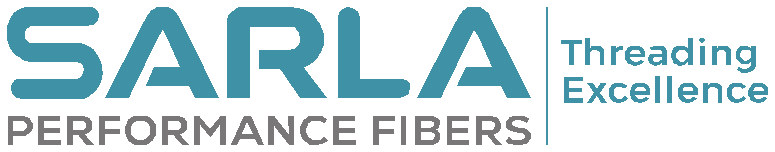 SARLA
PERFORMANCE FIBERS
Threading
Excellence